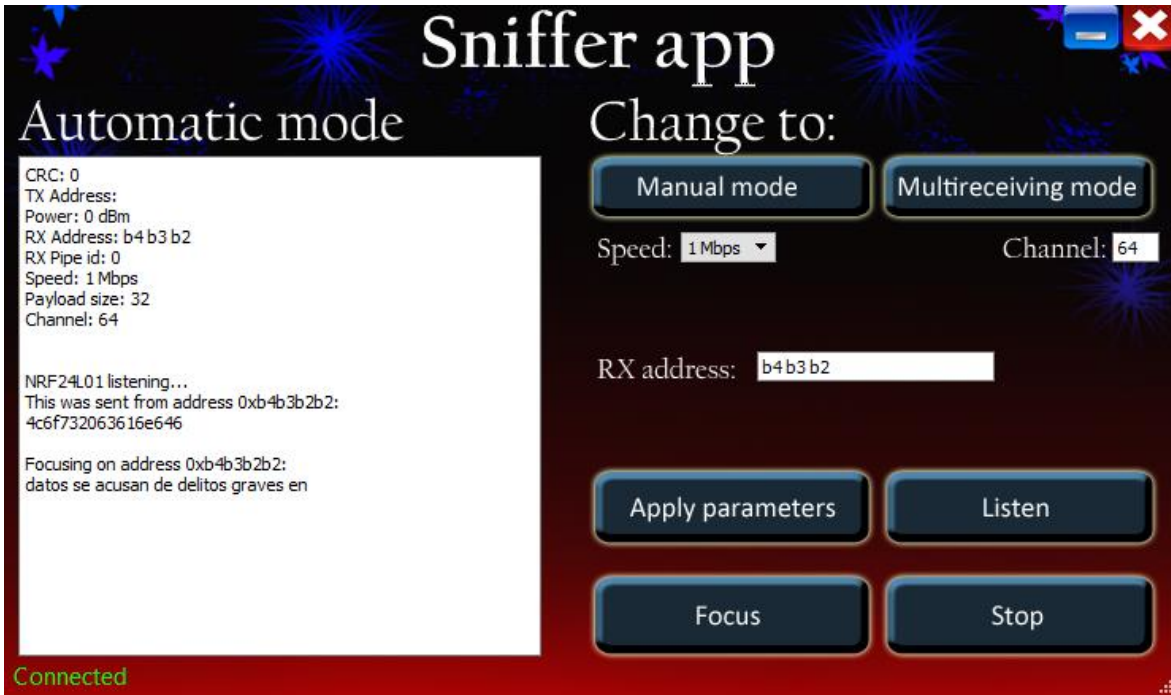 Sniffer app
Automatic mode
CRC: 0
TX Address:
Power: 0 dBm
RX Address: b4 b3 b2
RX Pipe id: 0
Speed: 1 Mbps
Payload size: 32
Channel: 64
NRF24L01 listening...
This was sent from address 0xb4b3b2b2:
4c6f732063616e646
Focusing on address 0xb4b3b2b2:
datos se acusan de delitos graves en
Connected
Change to:
Manual mode
Multireceiving mode
Speed: 1 Mbps
Channel: 64
RX address: b4 b3 b2
Apply parameters
Listen
Focus
Stop